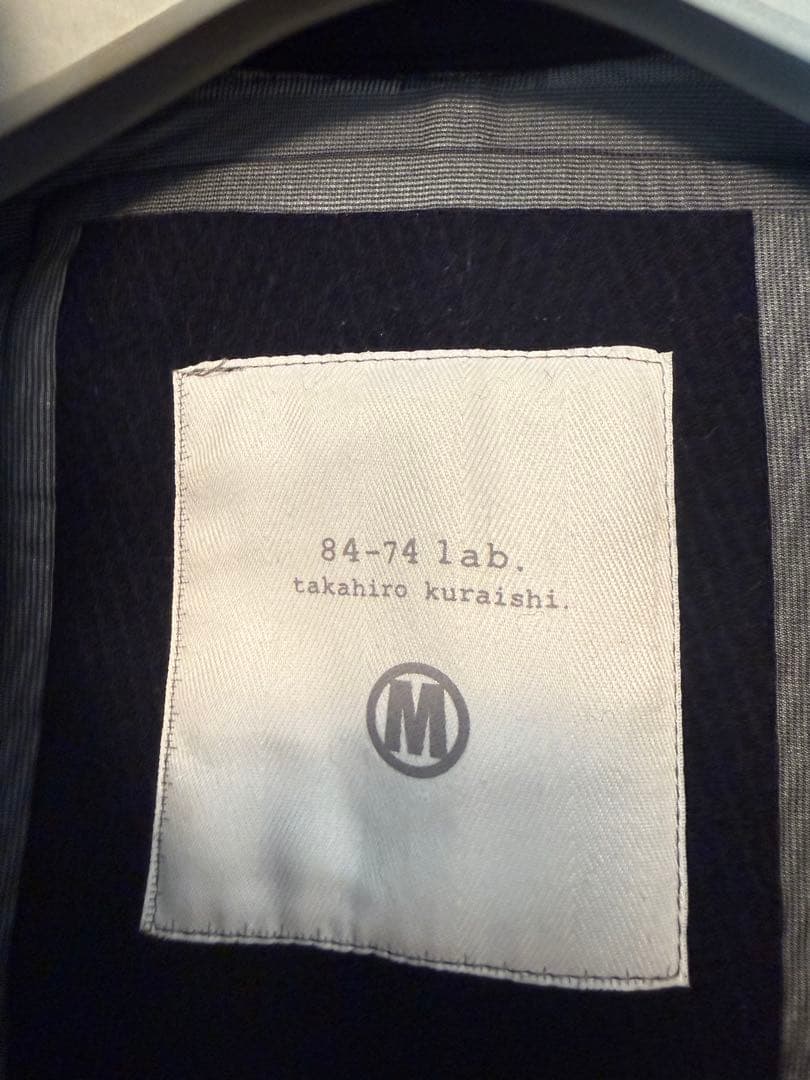 84-74 lab.
takahiro kuraishi.
M